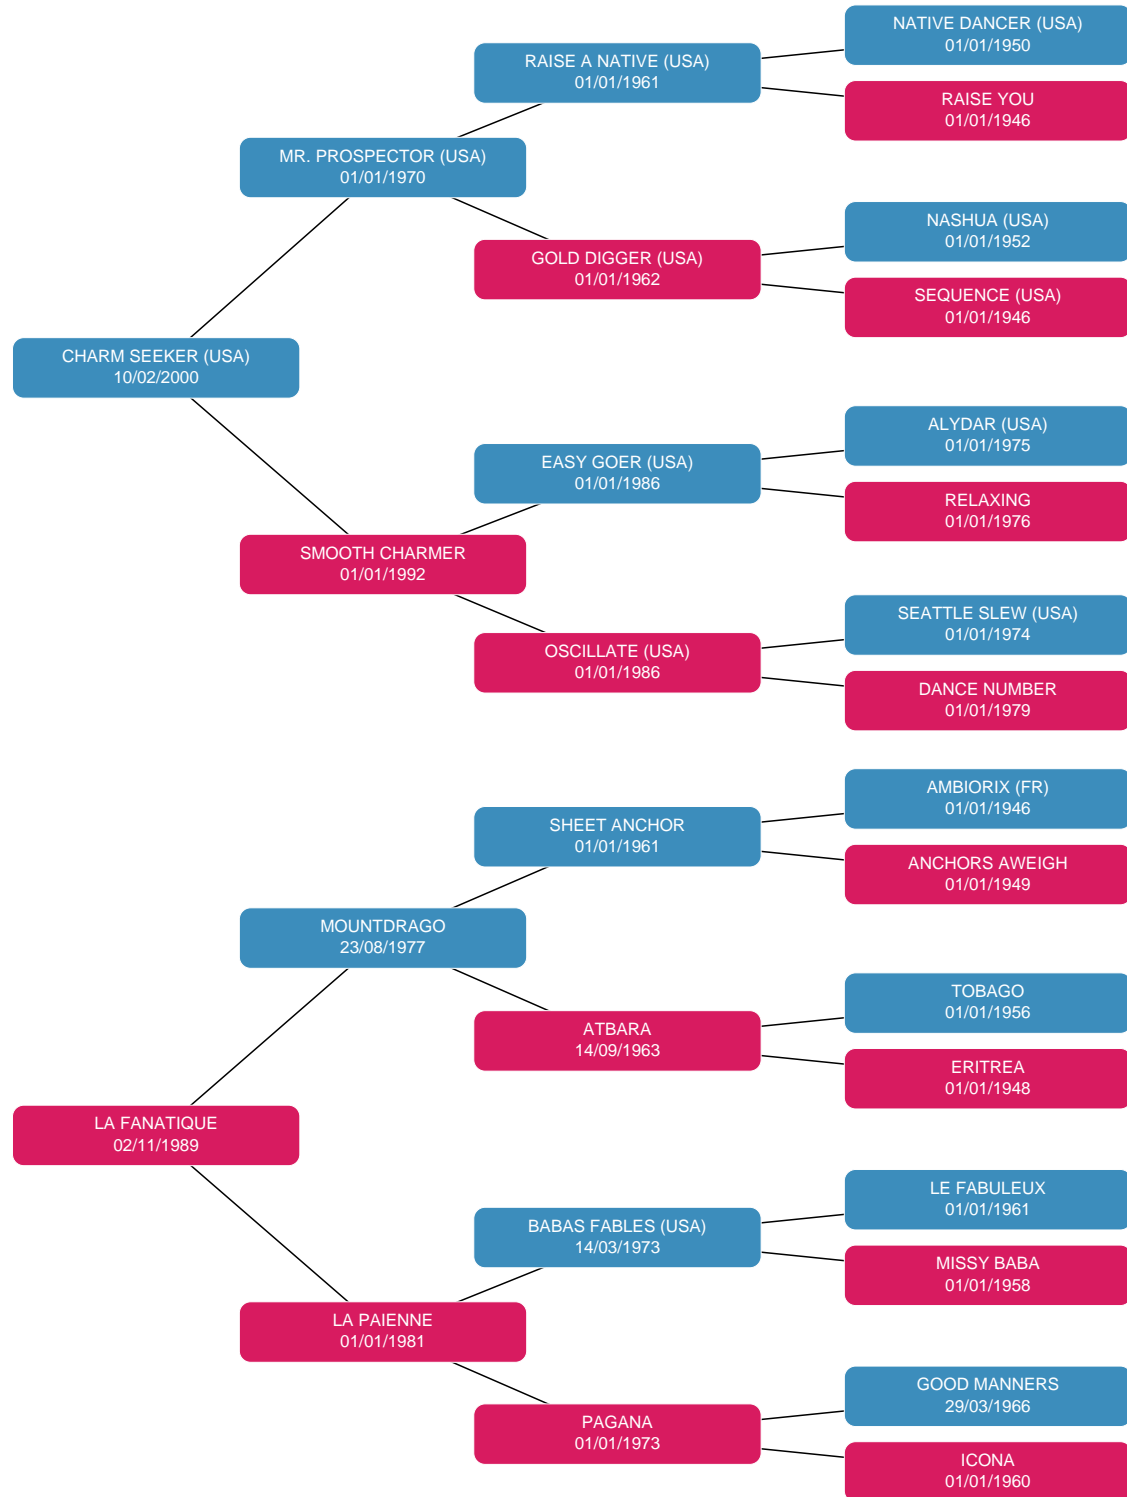 NATIVE DANCER (USA)
01/01/1950
RAISE A NATIVE (USA)
01/01/1961
RAISE YOU
01/01/1946
MR. PROSPECTOR (USA)
01/01/1970
NASHUA (USA)
01/01/1952
GOLD DIGGER (USA)
01/01/1962
SEQUENCE (USA)
01/01/1946
CHARM SEEKER (USA)
10/02/2000
ALYDAR (USA)
01/01/1975
EASY GOER (USA)
01/01/1986
RELAXING
01/01/1976
SMOOTH CHARMER
01/01/1992
SEATTLE SLEW (USA)
01/01/1974
OSCILLATE (USA)
01/01/1986
DANCE NUMBER
01/01/1979
AMBIORIX (FR)
01/01/1946
SHEET ANCHOR
01/01/1961
ANCHORS AWEIGH
01/01/1949
MOUNTDRAGO
23/08/1977
TOBAGO
01/01/1956
ATBARA
14/09/1963
ERITREA
01/01/1948
LA FANATIQUE
02/11/1989
LE FABULEUX
01/01/1961
BABAS FABLES (USA)
14/03/1973
MISSY BABA
01/01/1958
LA PAIENNE
01/01/1981
GOOD MANNERS
29/03/1966
PAGANA
01/01/1973
ICONA
01/01/1960